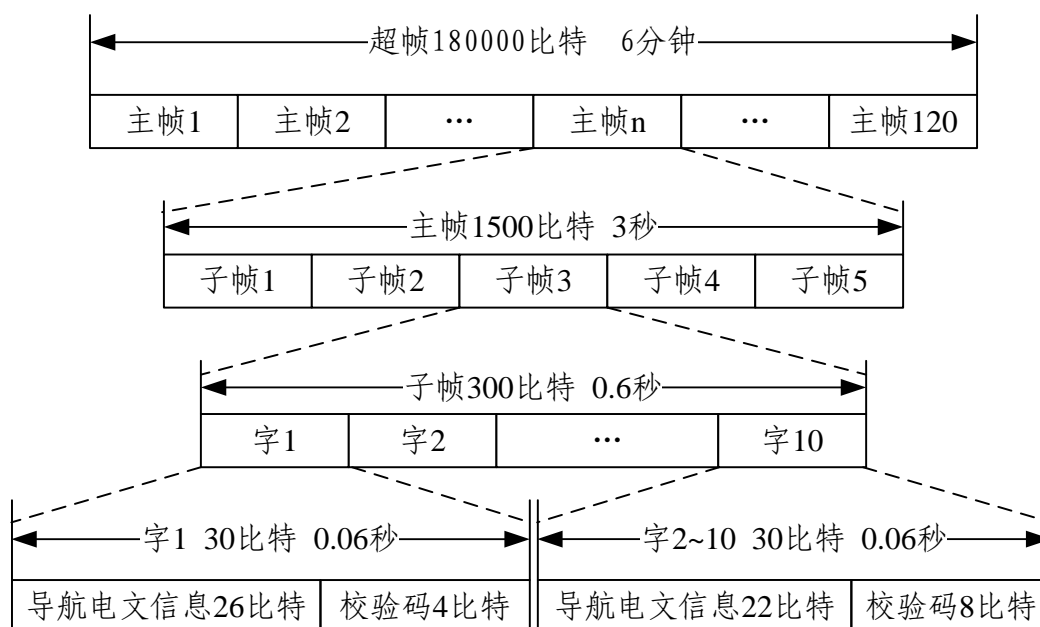 超帧180000比特 6分钟
主帧1 主帧2 … 主帧n … 主帧120
主帧1500比特 3秒
子帧1 子帧2 子帧3 子帧4 子帧5
子帧300比特 0.6秒
字1 字2 … 字10
字1 30比特 0.06秒 字2~10 30比特 0.06秒
导航电文信息26比特 校验码4比特 导航电文信息22比特 校验码8比特